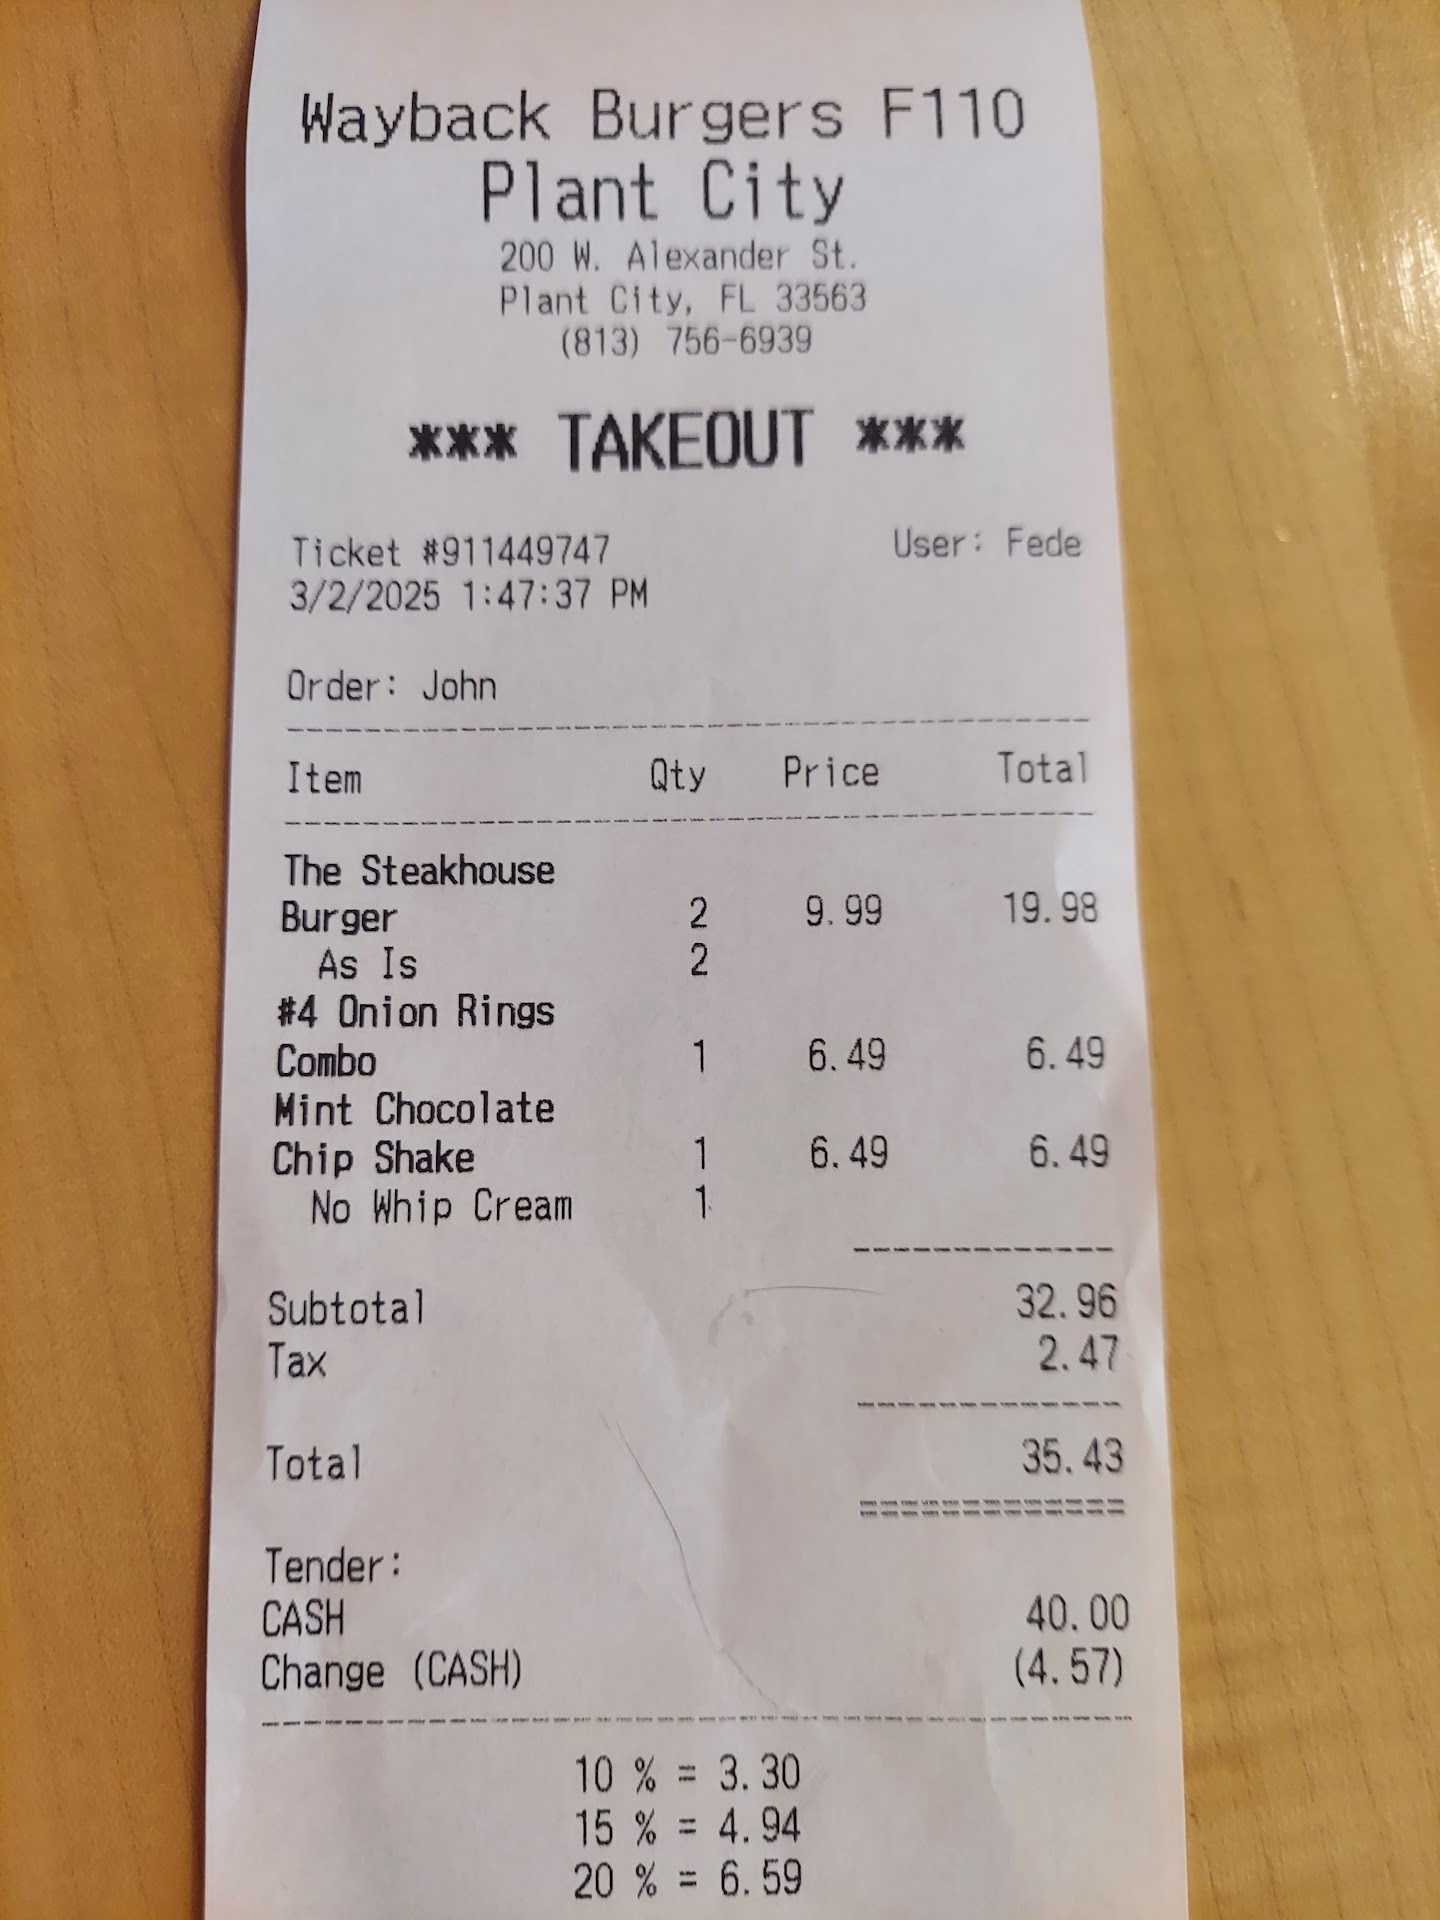 Wayback Burgers F110
Plant City
200 W. Alexander St.
Plant City, FL 33563
(813) 756-6939
*** TAKEOUT ***
Ticket #911449747 User: Fede
3/2/2025 1:47:37 PM
Order: John
Item Qty Price Total
The Steakhouse
Burger 2 9.99 19.98
As Is 2
#4 Onion Rings
Combo 1 6.49 6.49
Mint Chocolate
Chip Shake 1 6.49 6.49
No Whip Cream 1
Subtotal 32.96
Tax 2.47
Total 35.43
Tender:
CASH 40.00
Change (CASH) (4.57)
10 % = 3.30
15 % = 4.94
20 % = 6.59